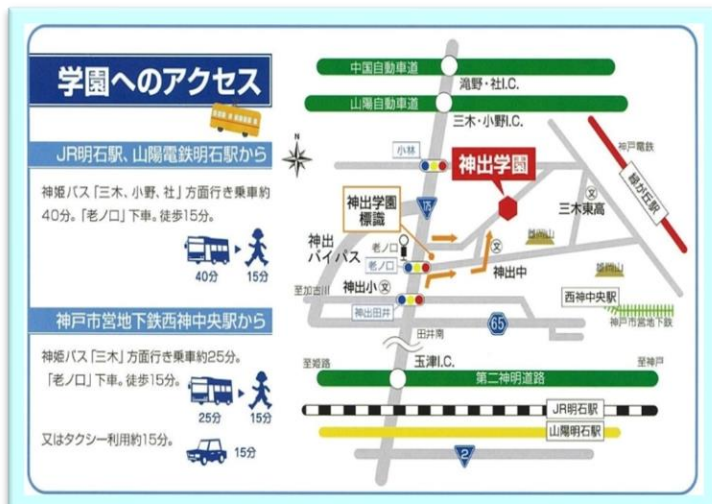 学園へのアクセス
JR明石駅、山陽電鉄明石駅から
神姫バス「三木、小野、社」方面行き乗車約
40分。「老ノ口」下車。徒歩15分。
40分
15分
神戸市営地下鉄西神中央駅から
神姫バス「三木」方面行き乗車約25分。
「老ノ口」下車。徒歩15分。
25分
15分
又はタクシー利用約15分。
15分
N
中国自動車道
滝野・社I.C.
山陽自動車道
三木・小野I.C.
小林
神出学園
神戸電鉄
緑が丘駅
175
神出学園
標識
文
三木東高
神出
バイパス
老ノ口
老ノ口
文
神出中
雄岡山
雌岡山
至加古川
神出小
文
神出田井
65
西神中央駅
神戸市営地下鉄
田井南
至姫路
玉津I.C.
至神戸
第二神明道路
JR明石駅
山陽明石駅
2